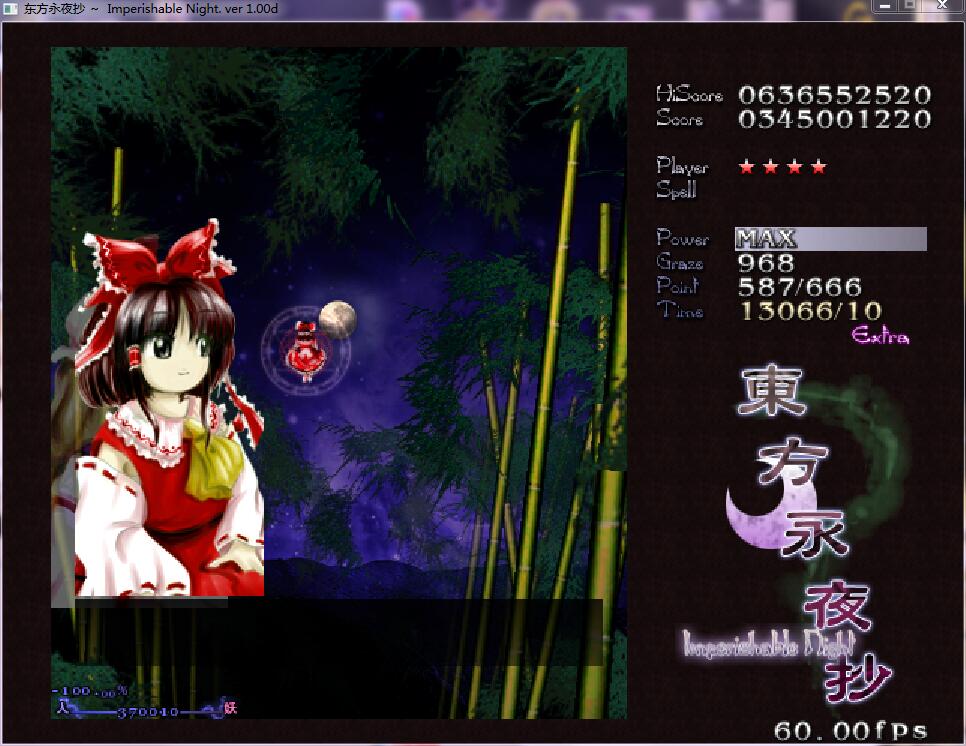 东方永夜抄 ~ Imperishable Night. ver 1.00d
HiScore 0636552520
Score 0345001220
Player ★ ★ ★ ★
Spell
Power MAX
Graze 968
Point 587/666
Time 13066/10
Extra
東
方
永
夜
Imperishable Night
抄
-100.00%
人 370040 妖
60.00fps